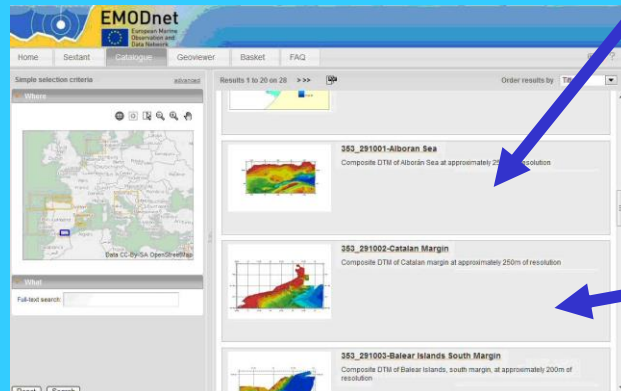 EMODnet
European Marine
Observation and
Data Network
Home Sextant Catalogue Geoviewer Basket FAQ
Simple selection criteria advanced
Results 1 to 20 on 28 > >>
Order results by
Where
Data CC-By-SA OpenStreetMap
What
Full-text search
Reset Search
353_291001-Alboran Sea
Composite DTM of Alborán Sea at approximately resolution
353_291002-Catalan Margin
Composite DTM of Catalan margin at approximately 250m of resolution
353_291003-Balear Islands South Margin
Composite DTM of Balear Islands, south margin, at approximately 200m of
resolution